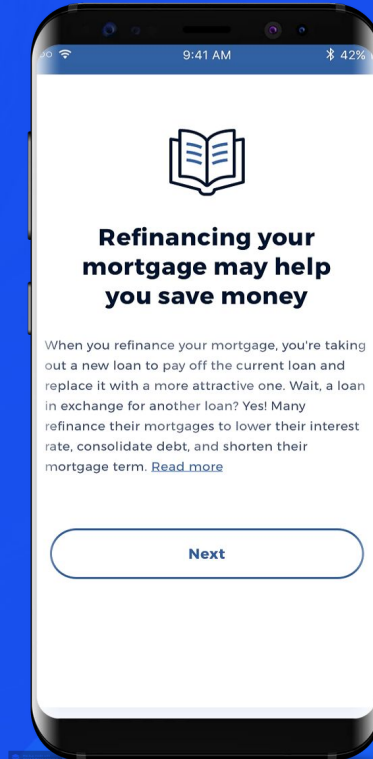 9:41 AM 42%
Refinancing your
mortgage may help
you save money
When you refinance your mortgage, you're taking
out a new loan to pay off the current loan and
replace it with a more attractive one. Wait, a loan
in exchange for another loan? Yes! Many
refinance their mortgages to lower their interest
rate, consolidate debt, and shorten their
mortgage term. Read more
Next